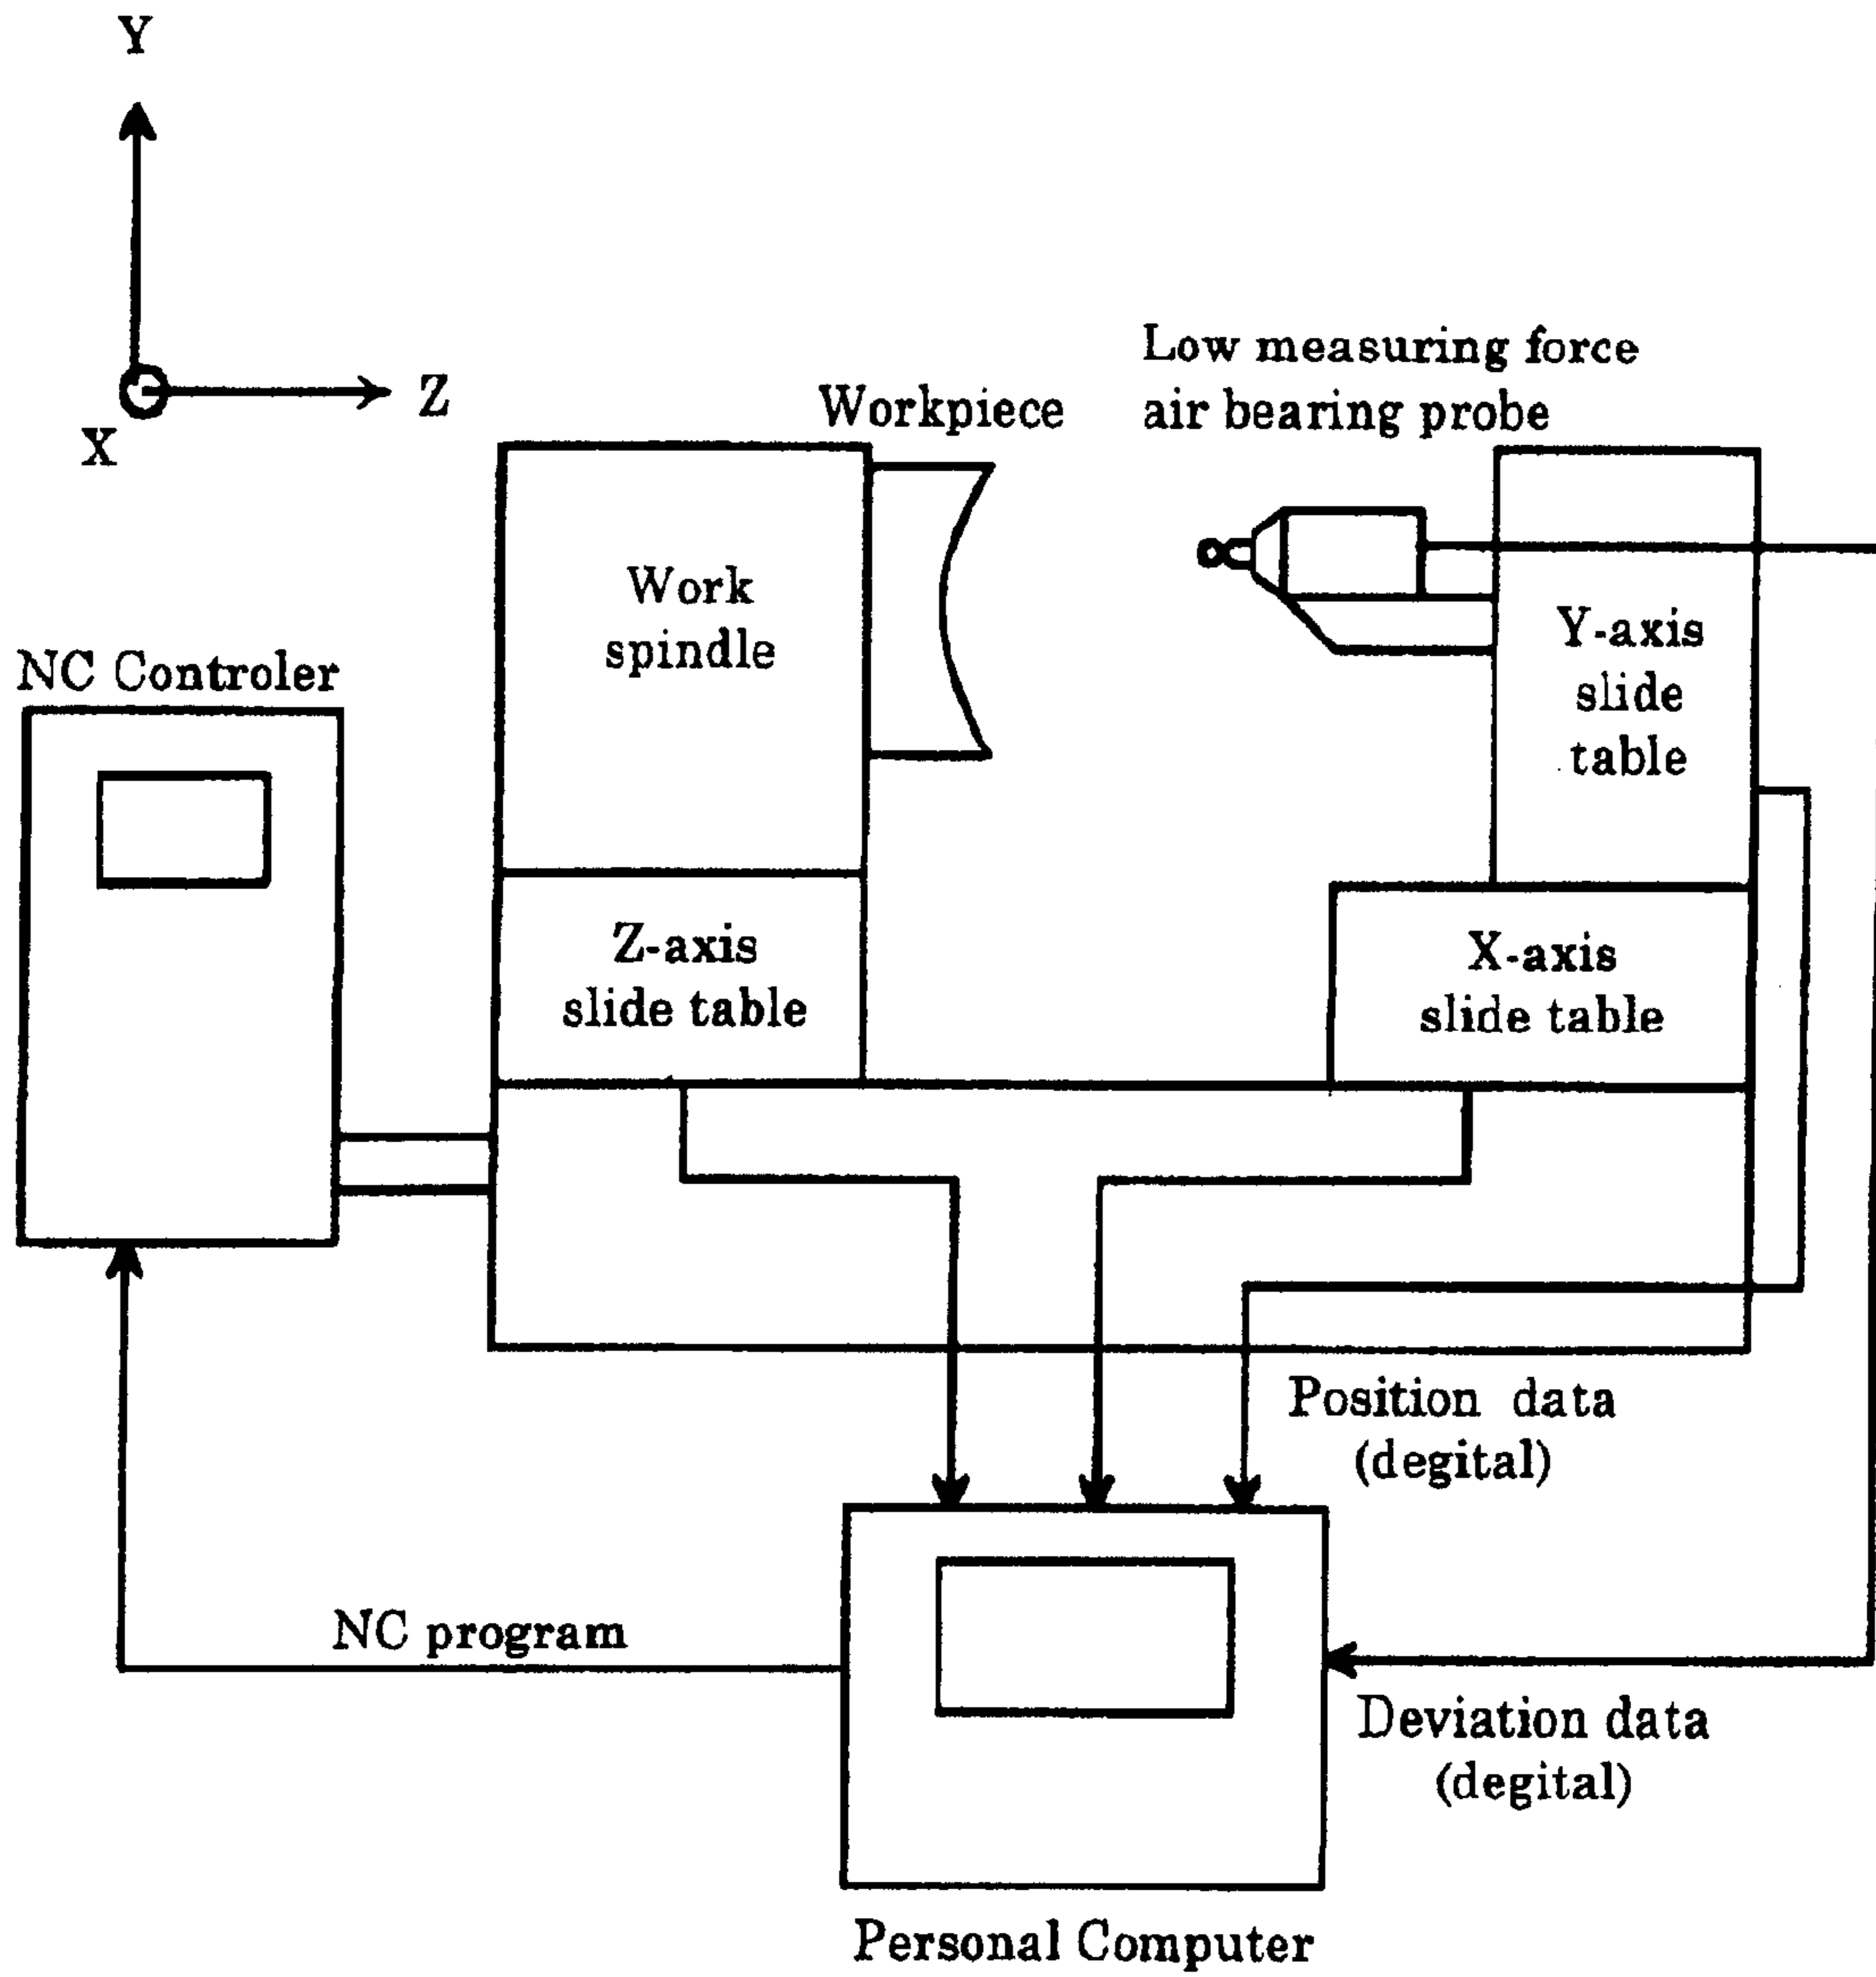 Y
Z
X
Low measuring force
air bearing probe
Workpiece
Work
spindle
Y-axis
slide
table
NC Controler
Z-axis
slide table
X-axis
slide table
Position data
(degital)
NC program
Deviation data
(degital)
Personal Computer